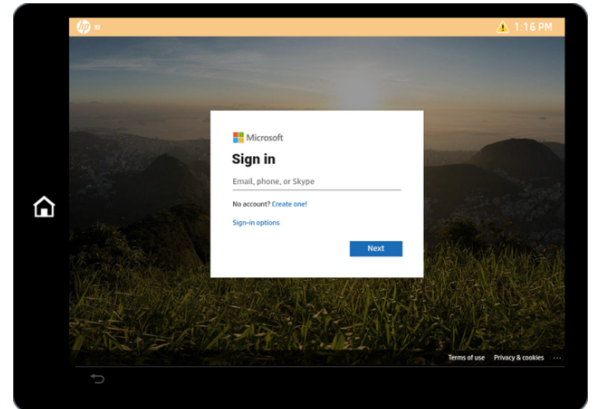 hp
1:16 PM
Microsoft
Sign in
Email, phone, or Skype
No account? Create one!
Sign-in options
Next
Terms of use Privacy & cookies ...